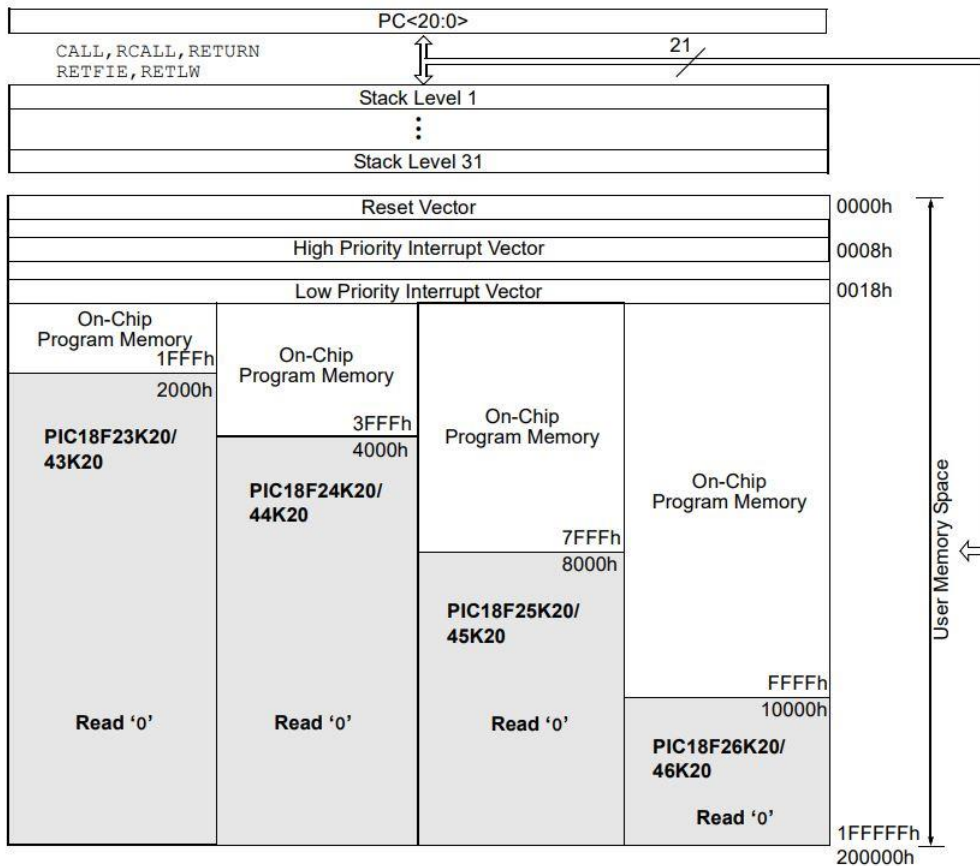 PC<20:0>
CALL,RCALL,RETURN
RETFIE,RETLW
21
Stack Level 1
Stack Level 31
Reset Vector
0000h
High Priority Interrupt Vector
0008h
Low Priority Interrupt Vector
0018h
On-Chip
Program Memory
1FFFh
2000h
PIC18F23K20/
43K20
Read ‘0’
On-Chip
Program Memory
3FFFh
4000h
PIC18F24K20/
44K20
Read ‘0’
On-Chip
Program Memory
7FFFh
8000h
PIC18F25K20/
45K20
Read ‘0’
On-Chip
Program Memory
FFFFh
10000h
PIC18F26K20/
46K20
Read ‘0’
1FFFFFh
200000h
User Memory Space